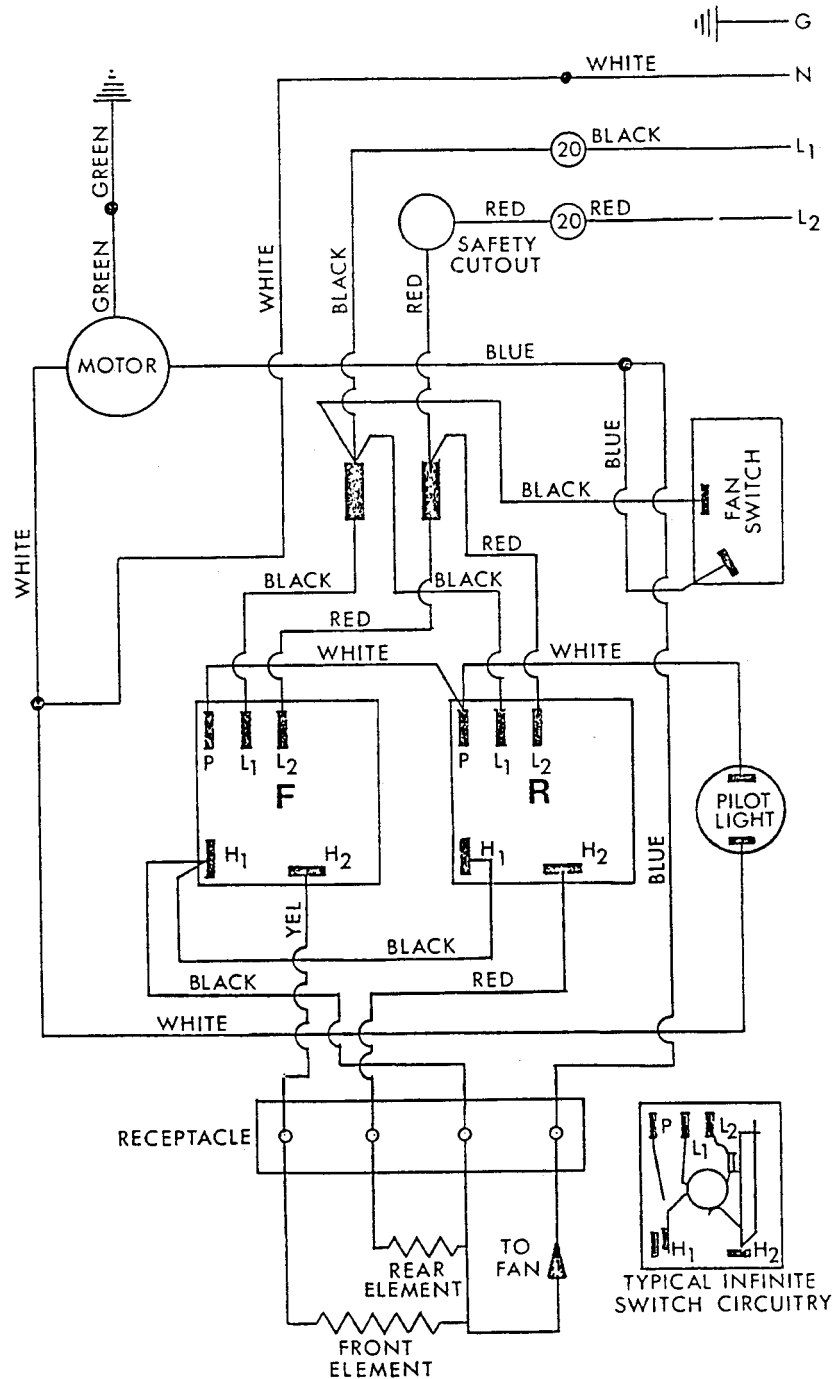 G
WHITE
N
BLACK
20
L1
RED
20
RED
L2
SAFETY
CUTOUT
GREEN
GREEN
WHITE
BLACK
RED
MOTOR
BLUE
BLUE
FAN
SWITCH
BLACK
WHITE
RED
BLACK
BLACK
RED
WHITE
WHITE
P
L1
L2
F
H1
H2
P
L1
L2
R
H1
H2
PILOT
LIGHT
BLUE
YEL
BLACK
BLACK
RED
WHITE
RECEPTACLE
REAR
ELEMENT
TO
FAN
FRONT
ELEMENT
P
L1
L2
H1
H2
TYPICAL INFINITE
SWITCH CIRCUITRY